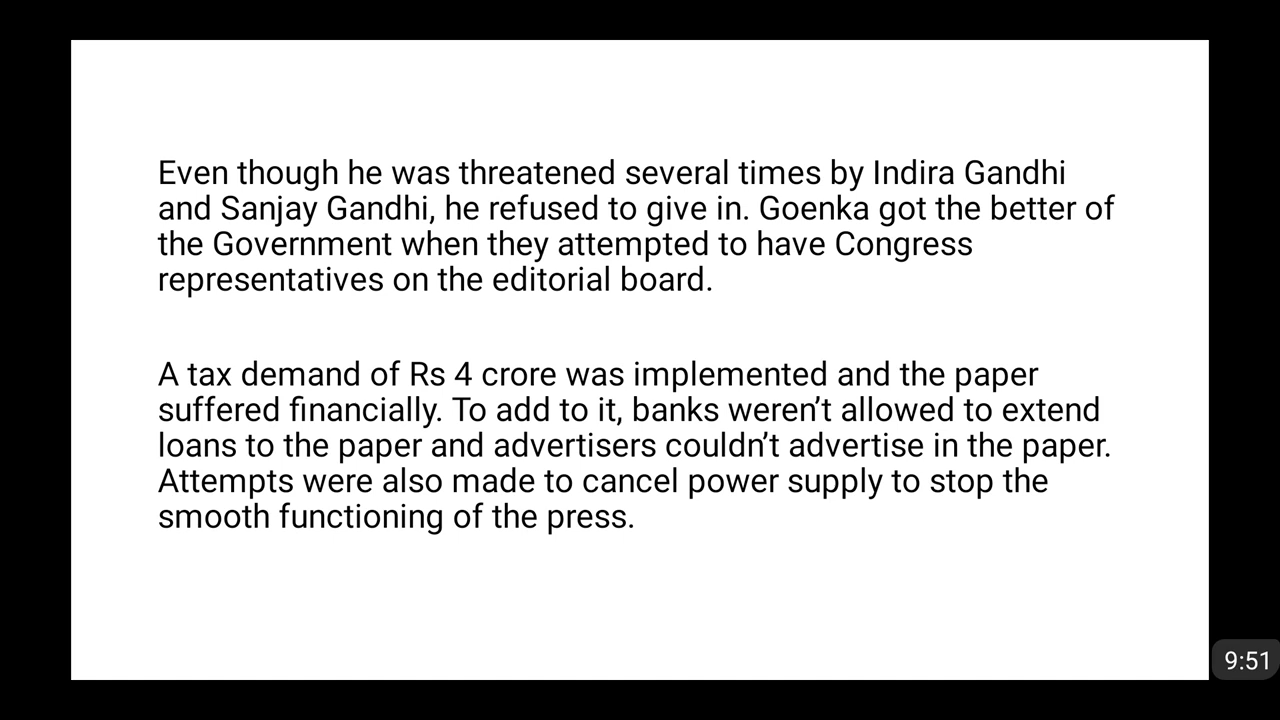 Even though he was threatened several times by Indira Gandhi
and Sanjay Gandhi, he refused to give in. Goenka got the better of
the Government when they attempted to have Congress
representatives on the editorial board.
A tax demand of Rs 4 crore was implemented and the paper
suffered financially. To add to it, banks weren’t allowed to extend
loans to the paper and advertisers couldn’t advertise in the paper.
Attempts were also made to cancel power supply to stop the
smooth functioning of the press.
9:51